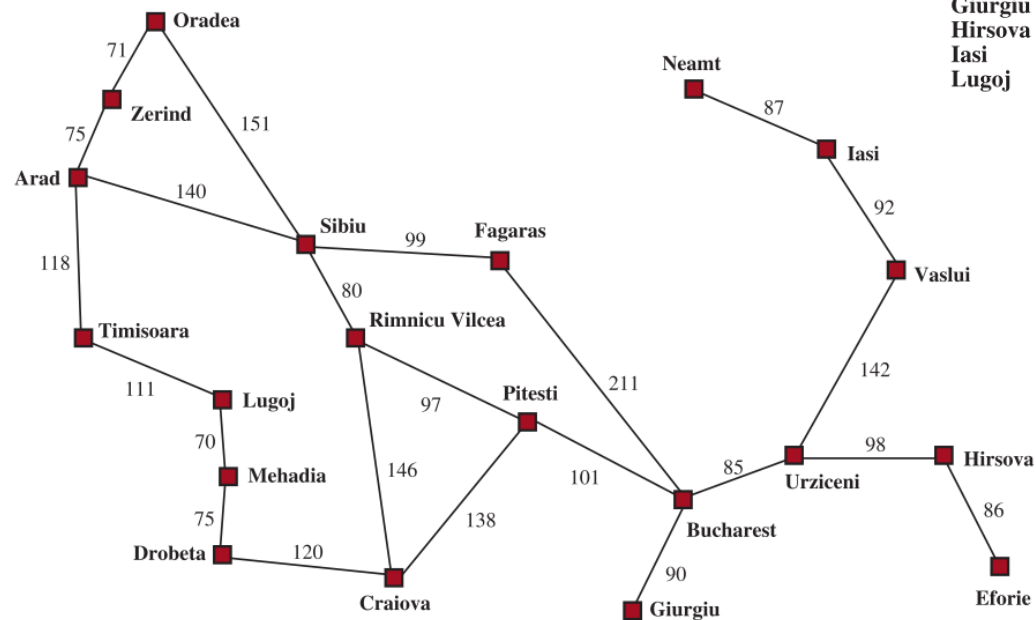 Giurgiu
Hirsova
Iasi
Lugoj
Oradea
71
Zerind
75
151
Arad
140
Sibiu
99
Fagaras
118
80
Timisoara
Rimnicu Vilcea
111
Lugoj
70
Mehadia
75
Drobeta
120
Craiova
146
97
Pitesti
138
101
211
Bucharest
90
Giurgiu
85
Urziceni
98
Hirsova
86
Eforie
142
Vaslui
92
Iasi
87
Neamt